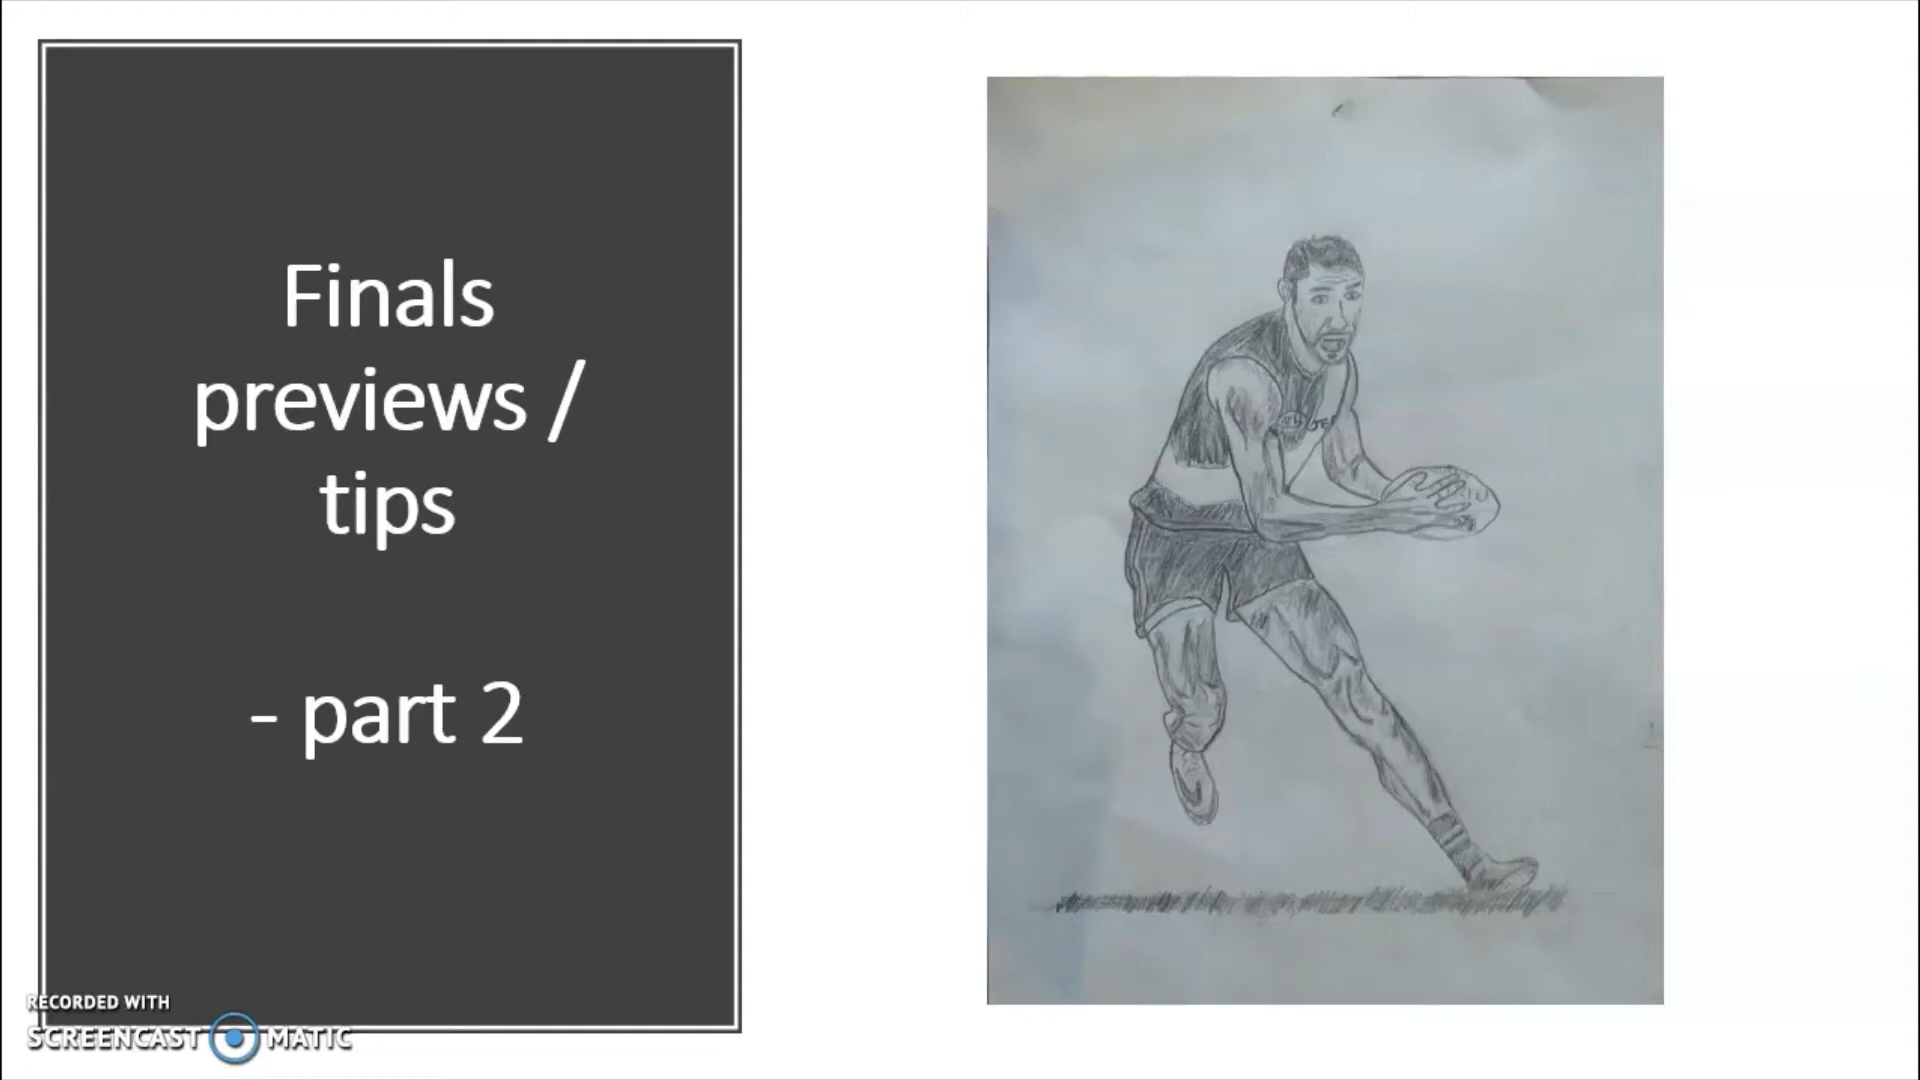 Finals
previews /
tips
- part 2
RECORDED WITH
SCREENCAST MATIC